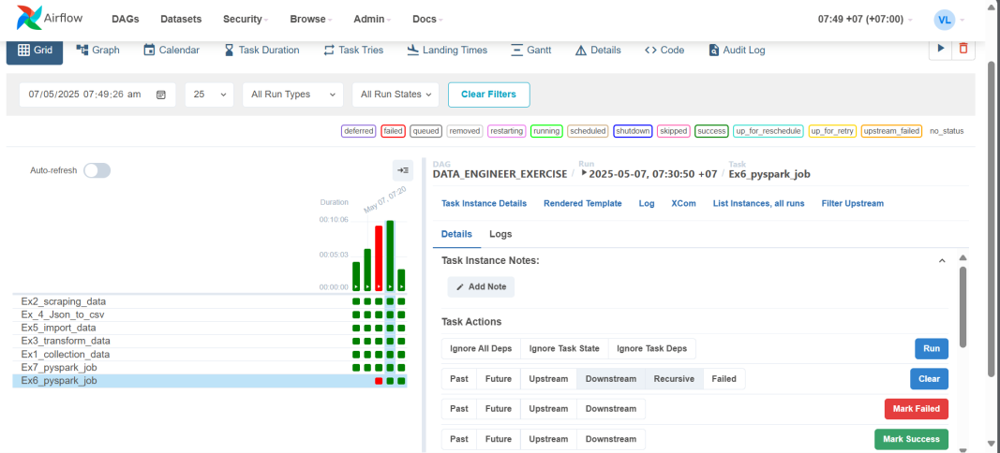 Airflow DAGs Datasets Security Browse Admin Docs 07:49 +07 (+07:00) VL
Grid Graph Calendar Task Duration Task Tries Landing Times Gantt Details <> Code Audit Log
07/05/2025 07:49:26 am 25 All Run Types All Run States Clear Filters
deferred failed queued removed restarting running scheduled shutdown skipped success up_for_reschedule up_for_retry upstream_failed no_status
Auto-refresh
Duration
May 07, 07:20
00:10:06
00:05:03
00:00:00
Ex2_scraping_data
Ex_4_Json_to_csv
Ex5_import_data
Ex3_transform_data
Ex1_collection_data
Ex7_pyspark_job
Ex6_pyspark_job
DAG Run Task
DATA_ENGINEER_EXERCISE / 2025-05-07, 07:30:50 +07 / Ex6_pyspark_job
Task Instance Details Rendered Template Log XCom List Instances, all runs Filter Upstream
Details Logs
Task Instance Notes:
Add Note
Task Actions
Ignore All Deps Ignore Task State Ignore Task Deps Run
Past Future Upstream Downstream Recursive Failed Clear
Past Future Upstream Downstream Mark Failed
Past Future Upstream Downstream Mark Success